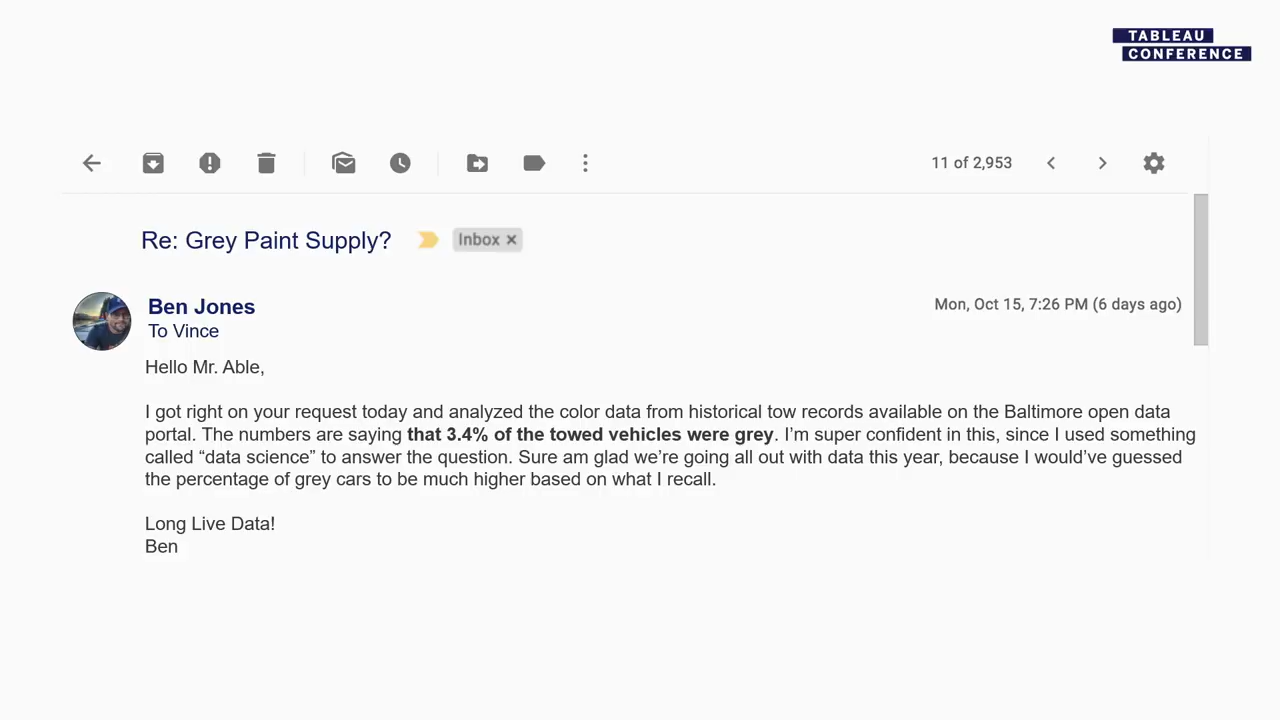 TABLEAU
CONFERENCE
11 of 2,953
Re: Grey Paint Supply?
Inbox ×
Ben Jones
Mon, Oct 15, 7:26 PM (6 days ago)
To Vince
Hello Mr. Able,
I got right on your request today and analyzed the color data from historical tow records available on the Baltimore open data
portal. The numbers are saying that 3.4% of the towed vehicles were grey. I’m super confident in this, since I used something
called “data science” to answer the question. Sure am glad we’re going all out with data this year, because I would’ve guessed
the percentage of grey cars to be much higher based on what I recall.
Long Live Data!
Ben